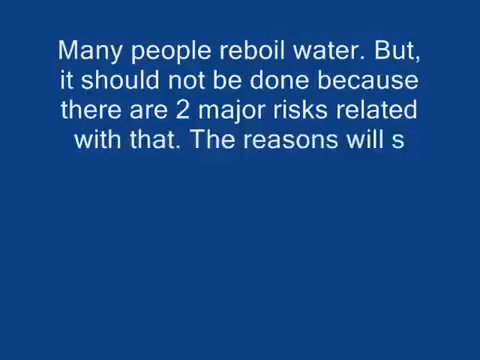 Many people reboil water. But,
it should not be done because
there are 2 major risks related
with that. The reasons will s